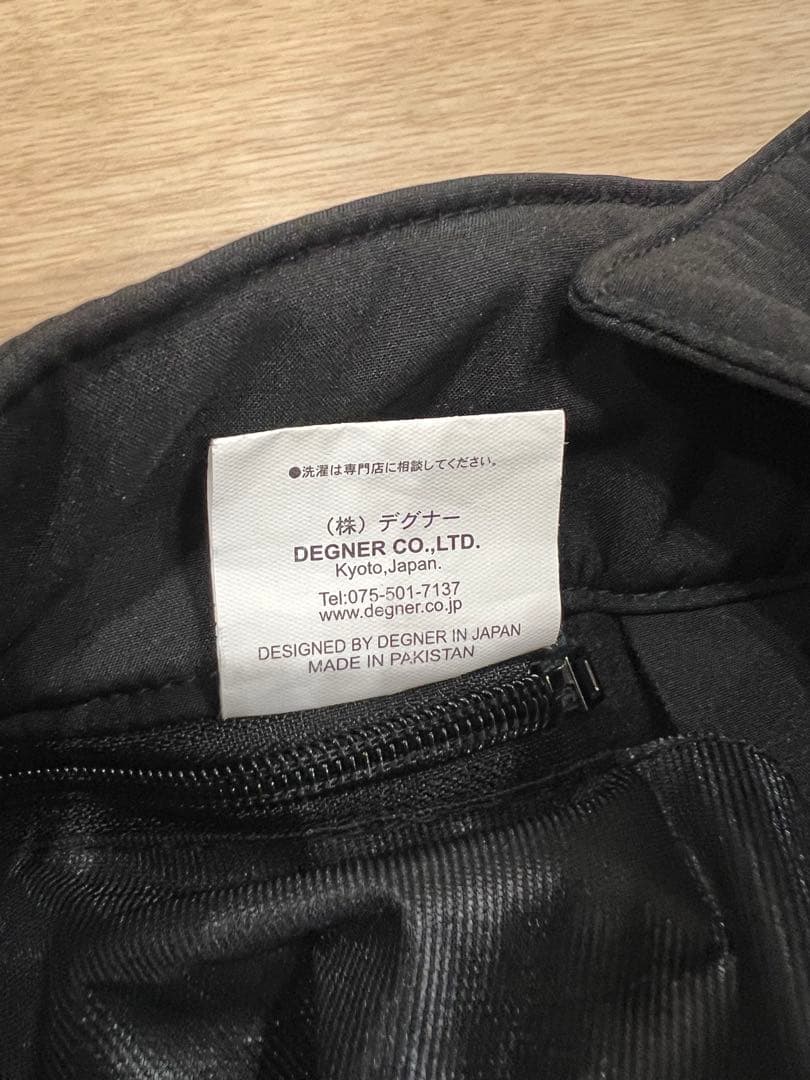 ●洗濯は専門店に相談してください。
（株）デグナー
DEGNER CO.,LTD.
Kyoto,Japan.
Tel:075-501-7137
www.degner.co.jp
DESIGNED BY DEGNER IN JAPAN
MADE IN PAKISTAN